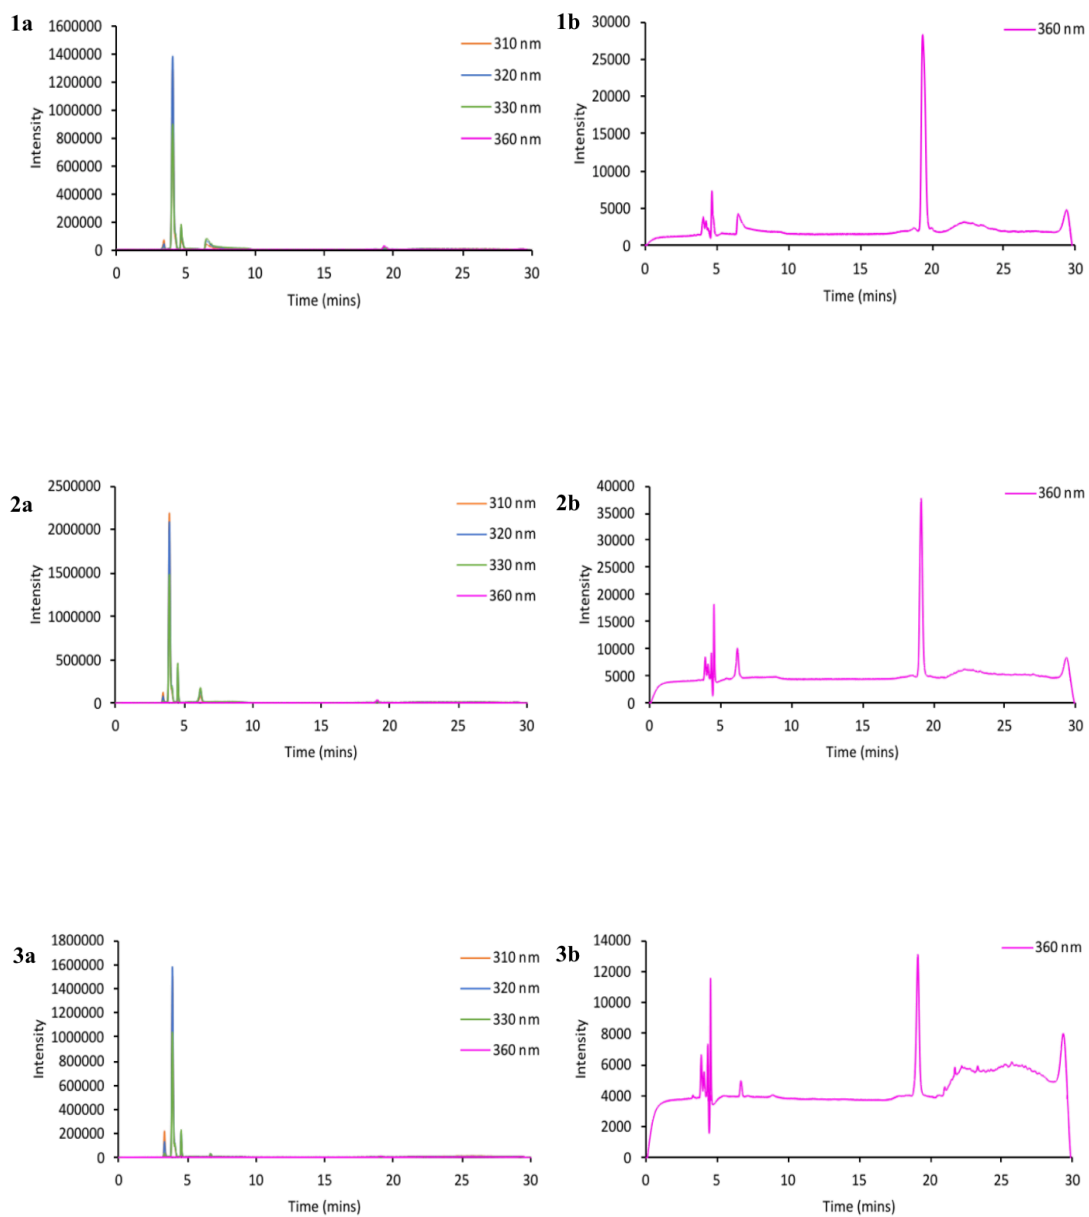 1a
1600000
1400000
1200000
1000000
800000
600000
400000
200000
0
Intensity
310 nm
320 nm
330 nm
360 nm
0 5 10 15 20 25 30
Time (mins)
1b
30000
25000
20000
15000
10000
5000
0
Intensity
360 nm
0 5 10 15 20 25 30
Time (mins)
2a
2500000
2000000
1500000
1000000
500000
0
Intensity
310 nm
320 nm
330 nm
360 nm
0 5 10 15 20 25 30
Time (mins)
2b
40000
35000
30000
25000
20000
15000
10000
5000
0
Intensity
360 nm
0 5 10 15 20 25 30
Time (mins)
3a
1800000
1600000
1400000
1200000
1000000
800000
600000
400000
200000
0
Intensity
310 nm
320 nm
330 nm
360 nm
0 5 10 15 20 25 30
Time (mins)
3b
14000
12000
10000
8000
6000
4000
2000
0
Intensity
360 nm
0 5 10 15 20 25 30
Time (mins)